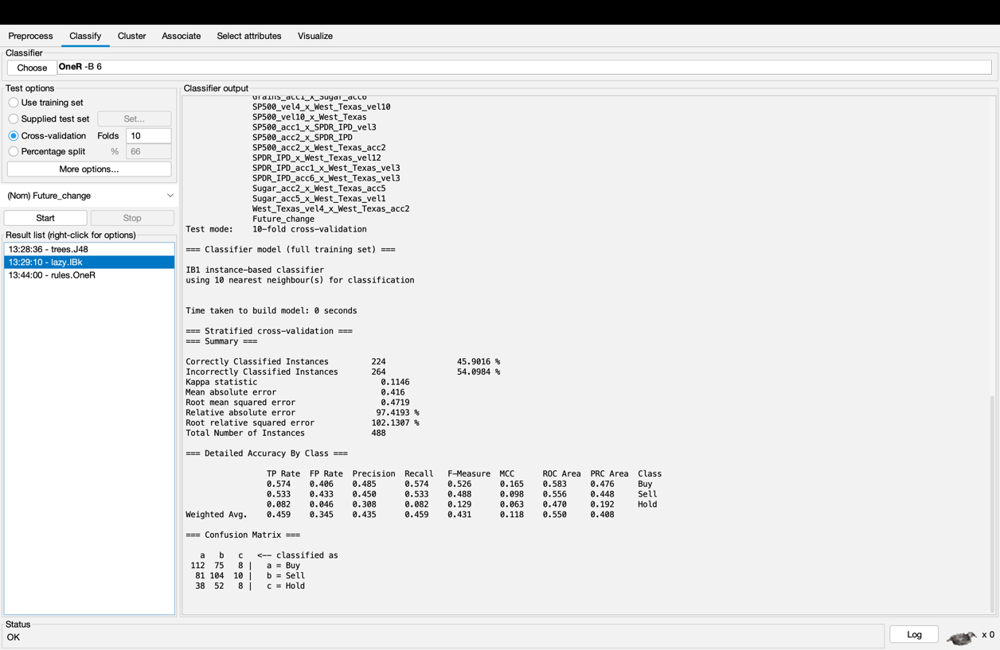 Preprocess Classify Cluster Associate Select attributes Visualize
Classifier
Choose OneR -B 6
Test options
Use training set
Supplied test set Set...
Cross-validation Folds 10
Percentage split % 66
More options...
(Nom) Future_change
Start Stop
Result list (right-click for options)
13:28:36 - trees.J48
13:29:10 - lazy.IBk
13:44:00 - rules.OneR
Classifier output
Grains_acc1_x_Sugar_acc6
SP500_vel4_x_West_Texas_vel10
SP500_vel10_x_West_Texas
SP500_acc1_x_SPDR_IPD_vel3
SP500_acc2_x_SPDR_IPD
SP500_acc2_x_West_Texas_acc2
SPDR_IPD_x_West_Texas_vel12
SPDR_IPD_acc1_x_West_Texas_vel3
SPDR_IPD_acc6_x_West_Texas_vel3
Sugar_acc2_x_West_Texas_acc5
Sugar_acc5_x_West_Texas_vel1
West_Texas_vel4_x_West_Texas_acc2
Future_change
Test mode: 10-fold cross-validation
=== Classifier model (full training set) ===
IB1 instance-based classifier
using 10 nearest neighbour(s) for classification
Time taken to build model: 0 seconds
=== Stratified cross-validation ===
=== Summary ===
Correctly Classified Instances 224 45.9016 %
Incorrectly Classified Instances 264 54.0984 %
Kappa statistic 0.1146
Mean absolute error 0.416
Root mean squared error 0.4719
Relative absolute error 97.4193 %
Root relative squared error 102.1307 %
Total Number of Instances 488
=== Detailed Accuracy By Class ===
TP Rate FP Rate Precision Recall F-Measure MCC ROC Area PRC Area Class
0.574 0.406 0.485 0.574 0.526 0.165 0.583 0.476 Buy
0.533 0.433 0.450 0.533 0.488 0.098 0.556 0.448 Sell
0.082 0.046 0.308 0.082 0.129 0.063 0.470 0.192 Hold
Weighted Avg. 0.459 0.345 0.435 0.459 0.431 0.118 0.550 0.408
=== Confusion Matrix ===
a b c <-- classified as
112 75 8 | a = Buy
81 104 10 | b = Sell
38 52 8 | c = Hold
Status
OK
Log x 0